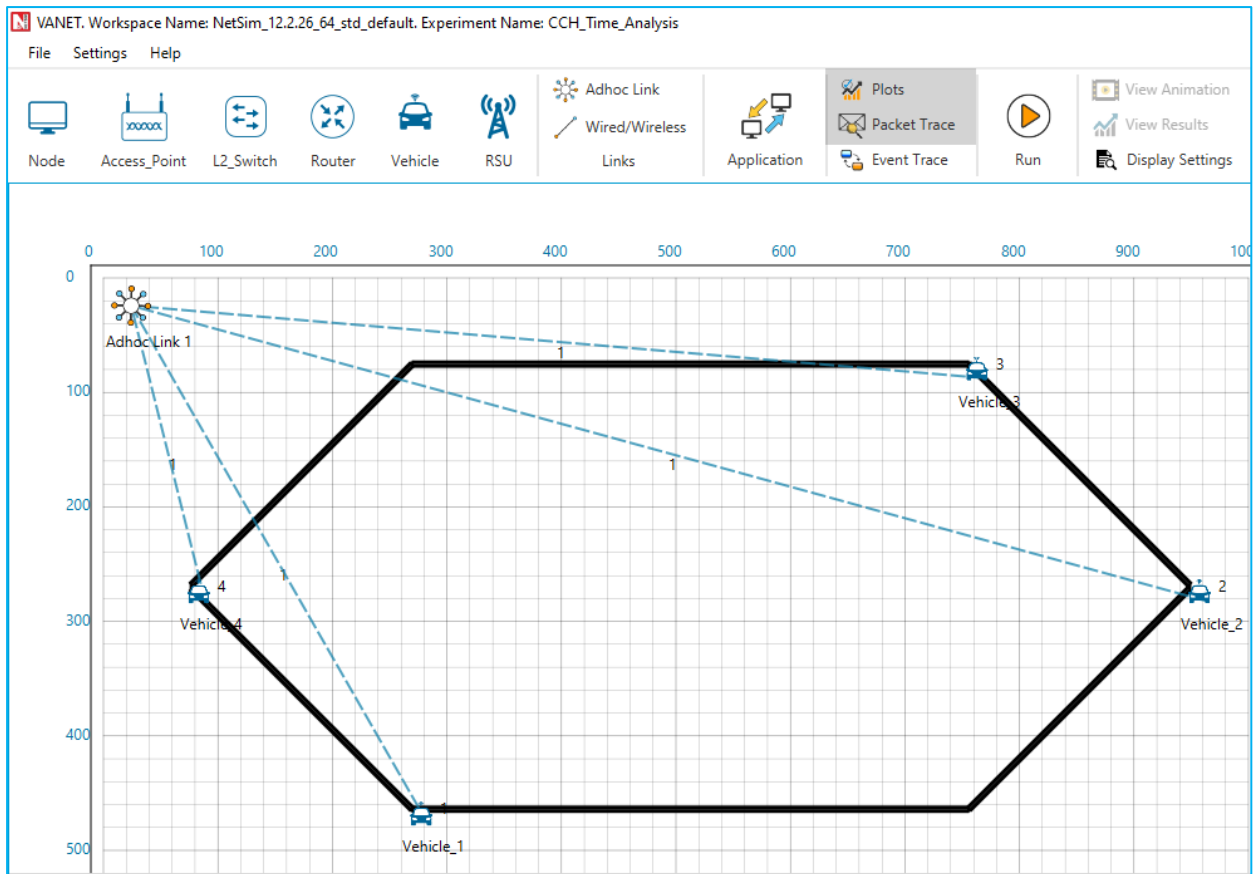 VANET. Workspace Name: NetSim_12.2.26_64_std_default. Experiment Name: CCH_Time_Analysis
File Settings Help
Adhoc Link Plots View Animation
Wired/Wireless Packet Trace View Results
Node Access_Point L2_Switch Router Vehicle RSU Links Application Event Trace Run Display Settings
0 100 200 300 400 500 600 700 800 900 100
0
Adhoc Link 1
1
3
100
Vehicle_3
1 1
200
1
4 2
300
Vehicle_4 Vehicle_2
400
1
Vehicle_1
500